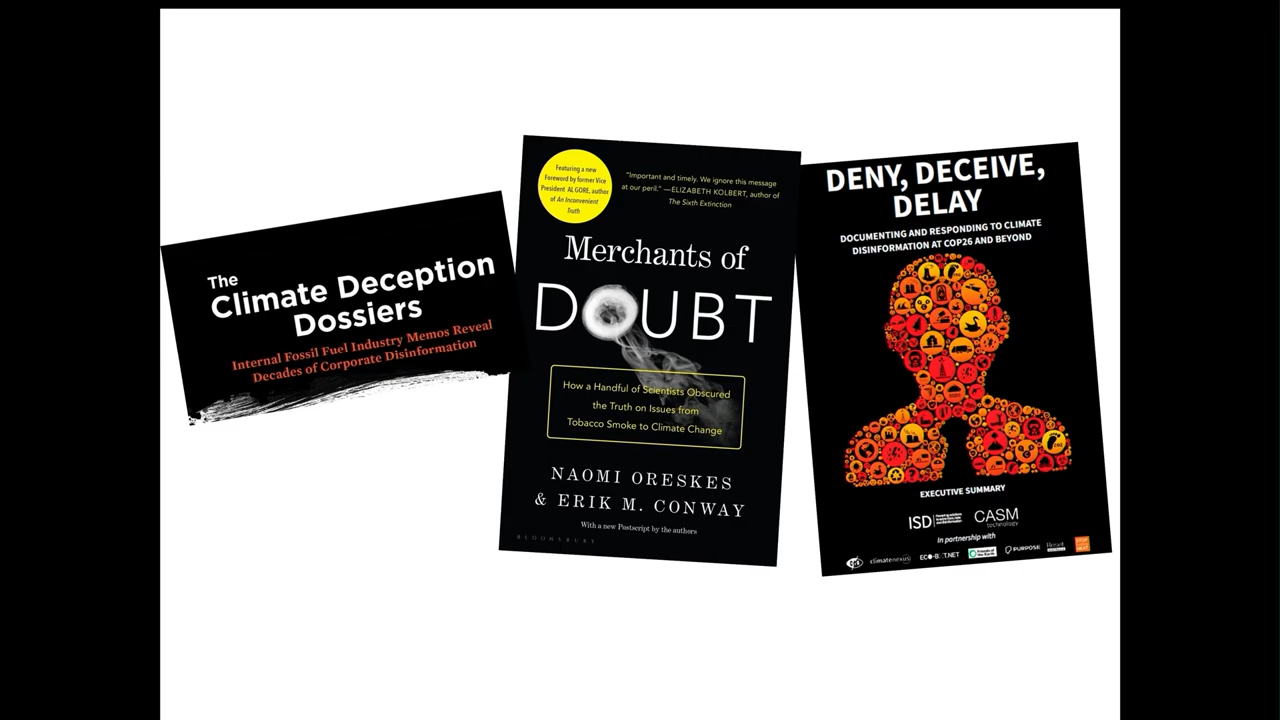 The
Climate Deception
Dossiers
Internal Fossil Fuel Industry Memos Reveal
Decades of Corporate Disinformation
Featuring a new
Foreword by former Vice
President AL GORE, author
of An Inconvenient
Truth
"Important and timely. We ignore this message
at our peril." —ELIZABETH KOLBERT, author of
The Sixth Extinction
Merchants of
DOUBT
How a Handful of Scientists Obscured
the Truth on Issues from
Tobacco Smoke to Climate Change
NAOMI ORESKES
& ERIK M. CONWAY
With a new Postscript by the authors
BLOOMSBURY
DENY, DECEIVE,
DELAY
DOCUMENTING AND RESPONDING TO CLIMATE
DISINFORMATION AT COP26 AND BEYOND
EXECUTIVE SUMMARY
ISD
CASM
technology
In partnership with
climatenexus
PURPOSE